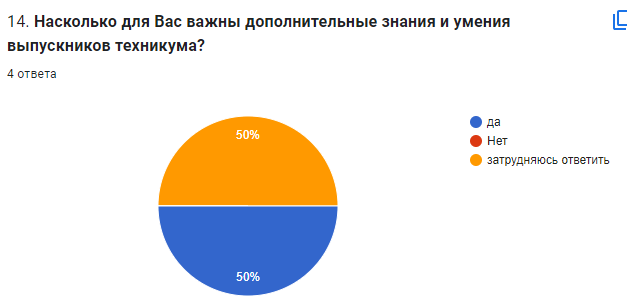 14. Насколько для Вас важны дополнительные знания и умения
выпускников техникума?
4 ответа
50%
50%
да
Нет
затрудняюсь ответить